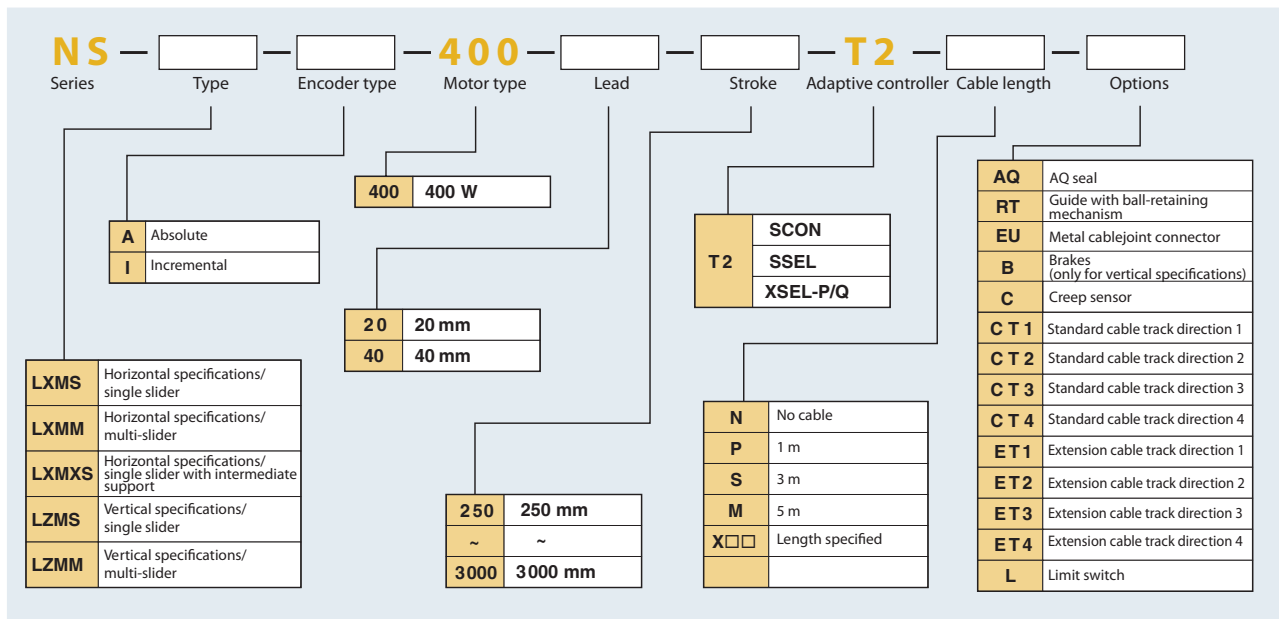 NS — — — 400 — — — T2 — —
Series Type Encoder type Motor type Lead Stroke Adaptive controller Cable length Options
LXMS Horizontal specifications/
single slider
LXMM Horizontal specifications/
multi-slider
LXMXS Horizontal specifications/
single slider with intermediate
support
LZMS Vertical specifications/
single slider
LZMM Vertical specifications/
multi-slider
A Absolute
I Incremental
400 400 W
20 20 mm
40 40 mm
250 250 mm
~ ~
3000 3000 mm
T2 SCON
SSEL
XSEL-P/Q
N No cable
P 1 m
S 3 m
M 5 m
X□□ Length specified
AQ AQ seal
RT Guide with ball-retaining
mechanism
EU Metal cablejoint connector
B Brakes
(only for vertical specifications)
C Creep sensor
CT1 Standard cable track direction 1
CT2 Standard cable track direction 2
CT3 Standard cable track direction 3
CT4 Standard cable track direction 4
ET1 Extension cable track direction 1
ET2 Extension cable track direction 2
ET3 Extension cable track direction 3
ET4 Extension cable track direction 4
L Limit switch